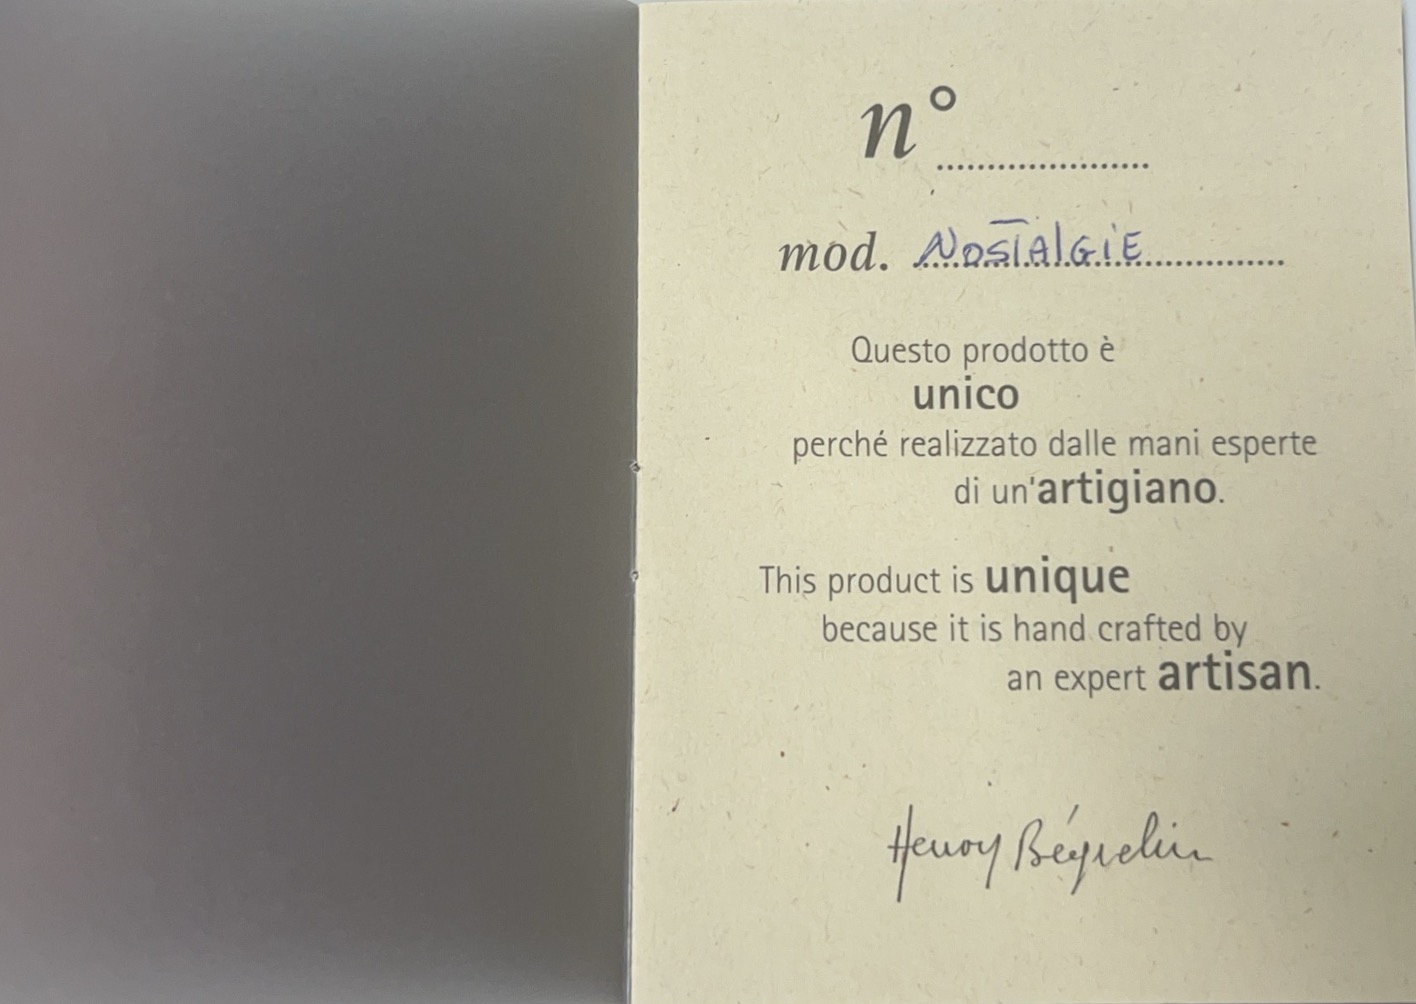 n° .....................
mod. NOSTALGiE
Questo prodotto è
unico
perché realizzato dalle mani esperte
di un'artigiano.
This product is unique
because it is hand crafted by
an expert artisan.
Henry Béguelin